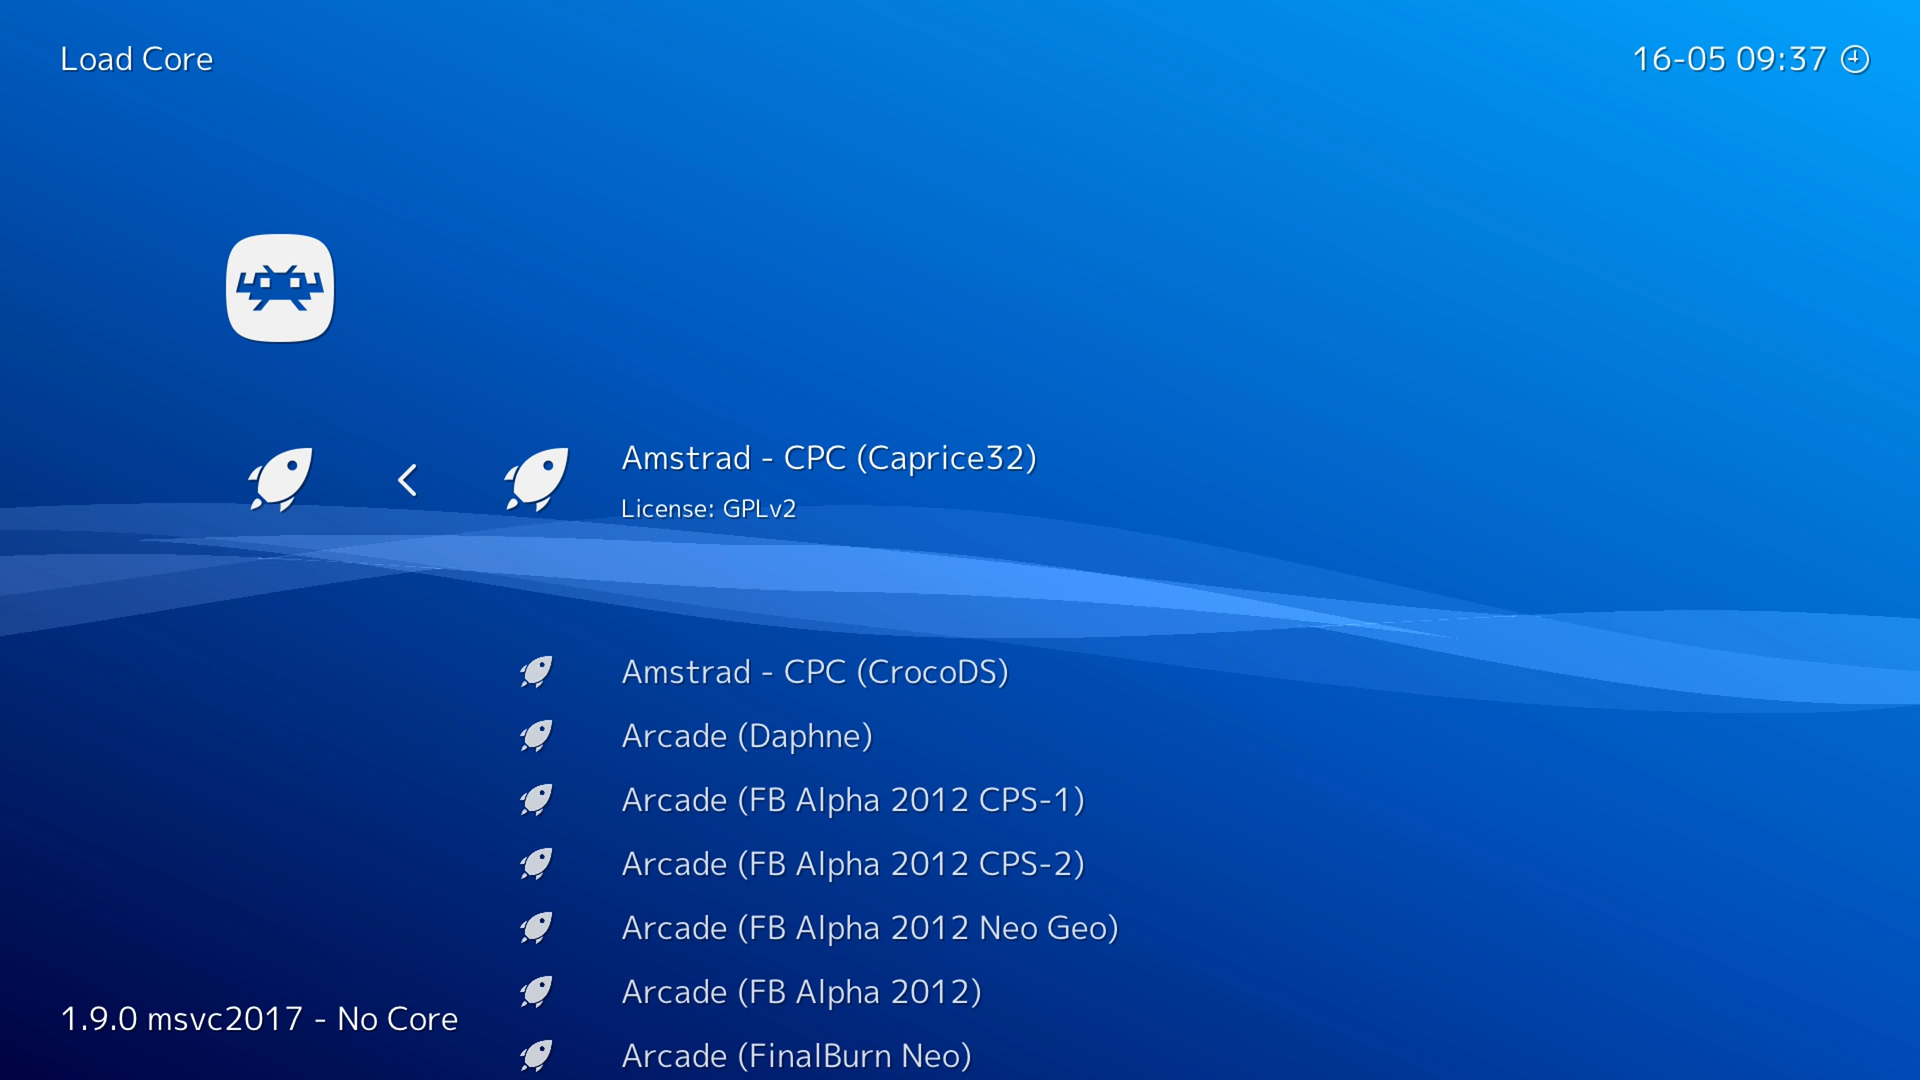 Load Core
16-05 09:37
Amstrad - CPC (Caprice32)
License: GPLv2
Amstrad - CPC (CrocoDS)
Arcade (Daphne)
Arcade (FB Alpha 2012 CPS-1)
Arcade (FB Alpha 2012 CPS-2)
Arcade (FB Alpha 2012 Neo Geo)
Arcade (FB Alpha 2012)
Arcade (FinalBurn Neo)
1.9.0 msvc2017 - No Core